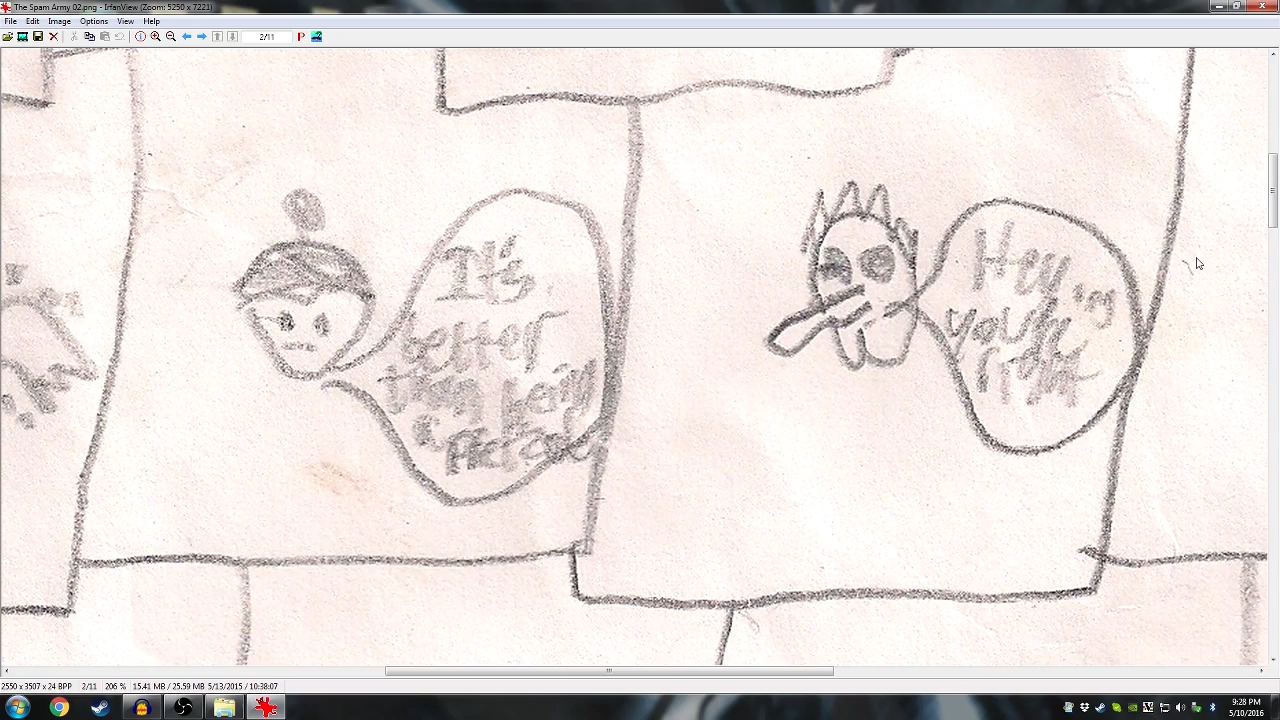 The Spam Army 02.png - IrfanView (Zoom: 5250 x 7221)
File Edit Image Options View Help
2/11
It's
better
than being
a
Hey,
you're
right
2550 x 3507 x 24 BPP 2/11 206 % 15.41 MB / 25.59 MB 5/13/2015 / 10:38:07
9:28 PM
5/10/2016